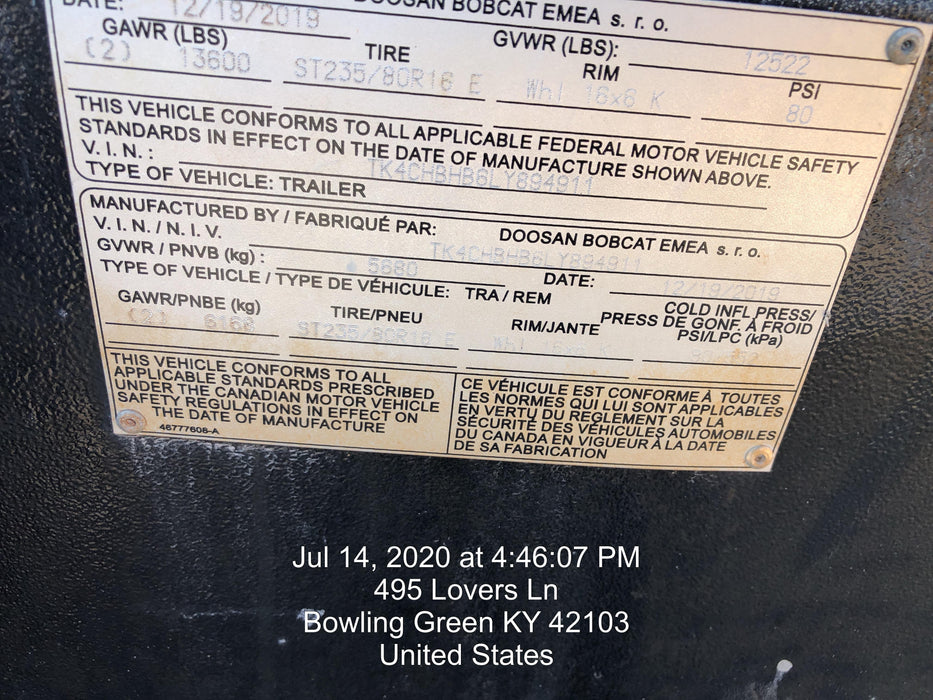 DATE: 12/19/2019 DOOSAN BOBCAT EMEA s. r. o.
GAWR (LBS) TIRE GVWR (LBS): 12522
RIM PSI
(2) 13600 ST235/80R16 E Whl 16x6 K 80
THIS VEHICLE CONFORMS TO ALL APPLICABLE FEDERAL MOTOR VEHICLE SAFETY
STANDARDS IN EFFECT ON THE DATE OF MANUFACTURE SHOWN ABOVE.
V. I. N. : TK4CHBHB6LY894911
TYPE OF VEHICLE: TRAILER
MANUFACTURED BY / FABRIQUÉ PAR: DOOSAN BOBCAT EMEA s. r. o.
V. I. N. / N. I. V. TK4CHBHB6LY894911
GVWR / PNVB (kg) : 5680 DATE: 12/19/2019
TYPE OF VEHICLE / TYPE DE VÉHICULE: TRA / REM
GAWR/PNBE (kg) TIRE/PNEU RIM/JANTE COLD INFL PRESS/
PRESS DE GONF. À FROID
PSI/LPC (kPa)
(2) ST235/80R16 E Whl 16x6 K
THIS VEHICLE CONFORMS TO ALL
APPLICABLE STANDARDS PRESCRIBED
UNDER THE CANADIAN MOTOR VEHICLE
SAFETY REGULATIONS IN EFFECT ON
THE DATE OF MANUFACTURE
46777608-A
CE VÉHICULE EST CONFORME À TOUTES
LES NORMES QUI LUI SONT APPLICABLES
EN VERTU DU REGLEMENT SUR LA
SÉCURITÉ DES VÉHICULES AUTOMOBILES
DU CANADA EN VIGUEUR À LA DATE
DE SA FABRICATION
Jul 14, 2020 at 4:46:07 PM
495 Lovers Ln
Bowling Green KY 42103
United States